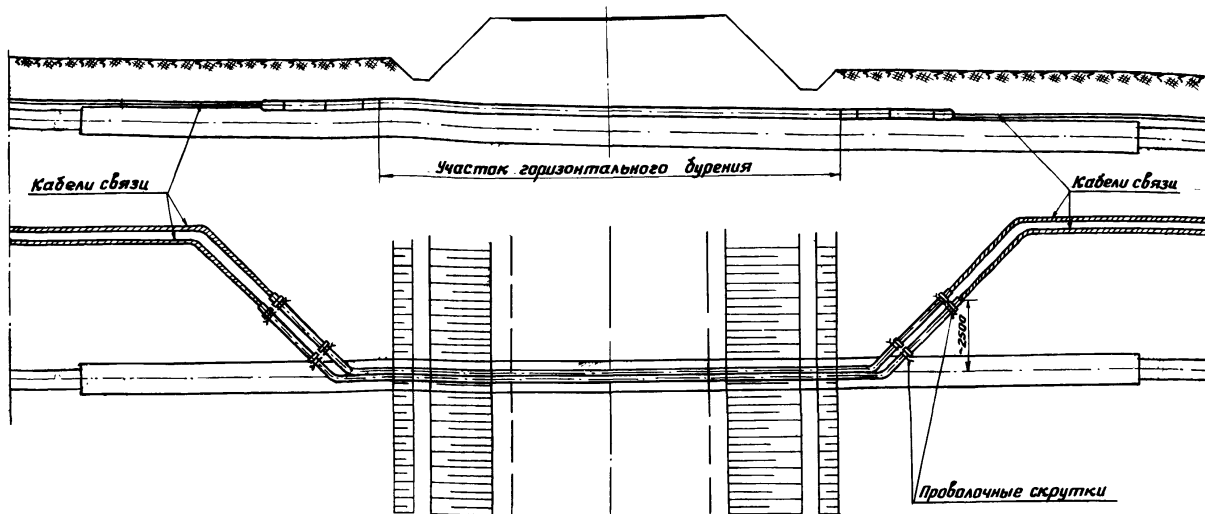 Участок горизонтального бурения
Кабели связи
Кабели связи
~2500
Проволочные скрутки